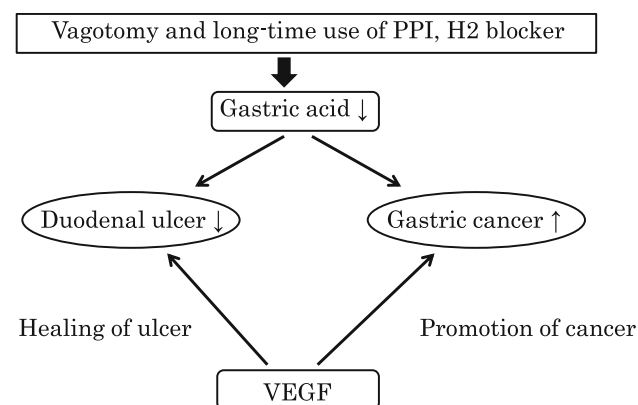 Vagotomy and long-time use of PPI, H2 blocker
Gastric acid ↓
Duodenal ulcer ↓
Gastric cancer ↑
Healing of ulcer
Promotion of cancer
VEGF